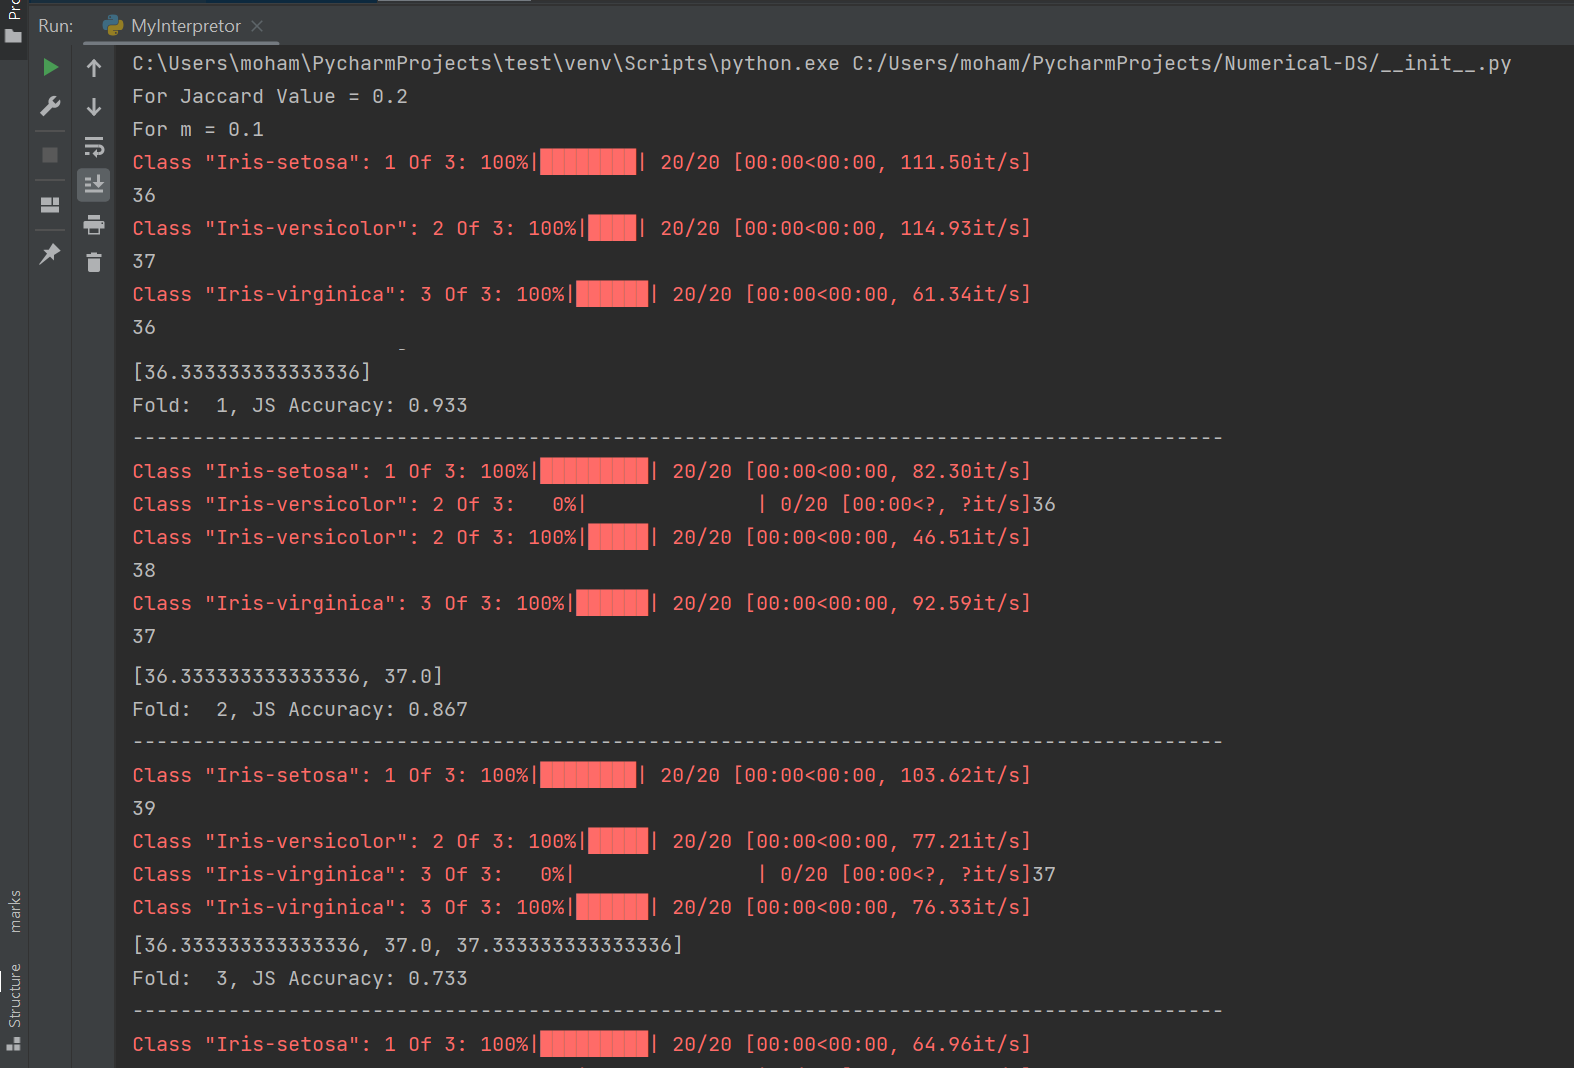 Run: MyInterpretor
C:\Users\moham\PycharmProjects\test\venv\Scripts\python.exe C:/Users/moham/PycharmProjects/Numerical-DS/__init__.py
For Jaccard Value = 0.2
For m = 0.1
Class "Iris-setosa": 1 Of 3: 100%|████████| 20/20 [00:00<00:00, 111.50it/s]
36
Class "Iris-versicolor": 2 Of 3: 100%|████| 20/20 [00:00<00:00, 114.93it/s]
37
Class "Iris-virginica": 3 Of 3: 100%|██████| 20/20 [00:00<00:00, 61.34it/s]
36
[36.333333333333336]
Fold:  1, JS Accuracy: 0.933
-------------------------------------------------------------------------------------------
Class "Iris-setosa": 1 Of 3: 100%|█████████| 20/20 [00:00<00:00, 82.30it/s]
Class "Iris-versicolor": 2 Of 3:   0%|              | 0/20 [00:00<?, ?it/s]36
Class "Iris-versicolor": 2 Of 3: 100%|█████| 20/20 [00:00<00:00, 46.51it/s]
38
Class "Iris-virginica": 3 Of 3: 100%|██████| 20/20 [00:00<00:00, 92.59it/s]
37
[36.333333333333336, 37.0]
Fold:  2, JS Accuracy: 0.867
-------------------------------------------------------------------------------------------
Class "Iris-setosa": 1 Of 3: 100%|████████| 20/20 [00:00<00:00, 103.62it/s]
39
Class "Iris-versicolor": 2 Of 3: 100%|█████| 20/20 [00:00<00:00, 77.21it/s]
Class "Iris-virginica": 3 Of 3:   0%|               | 0/20 [00:00<?, ?it/s]37
Class "Iris-virginica": 3 Of 3: 100%|██████| 20/20 [00:00<00:00, 76.33it/s]
[36.333333333333336, 37.0, 37.333333333333336]
Fold:  3, JS Accuracy: 0.733
-------------------------------------------------------------------------------------------
Class "Iris-setosa": 1 Of 3: 100%|█████████| 20/20 [00:00<00:00, 64.96it/s]
marks
Structure